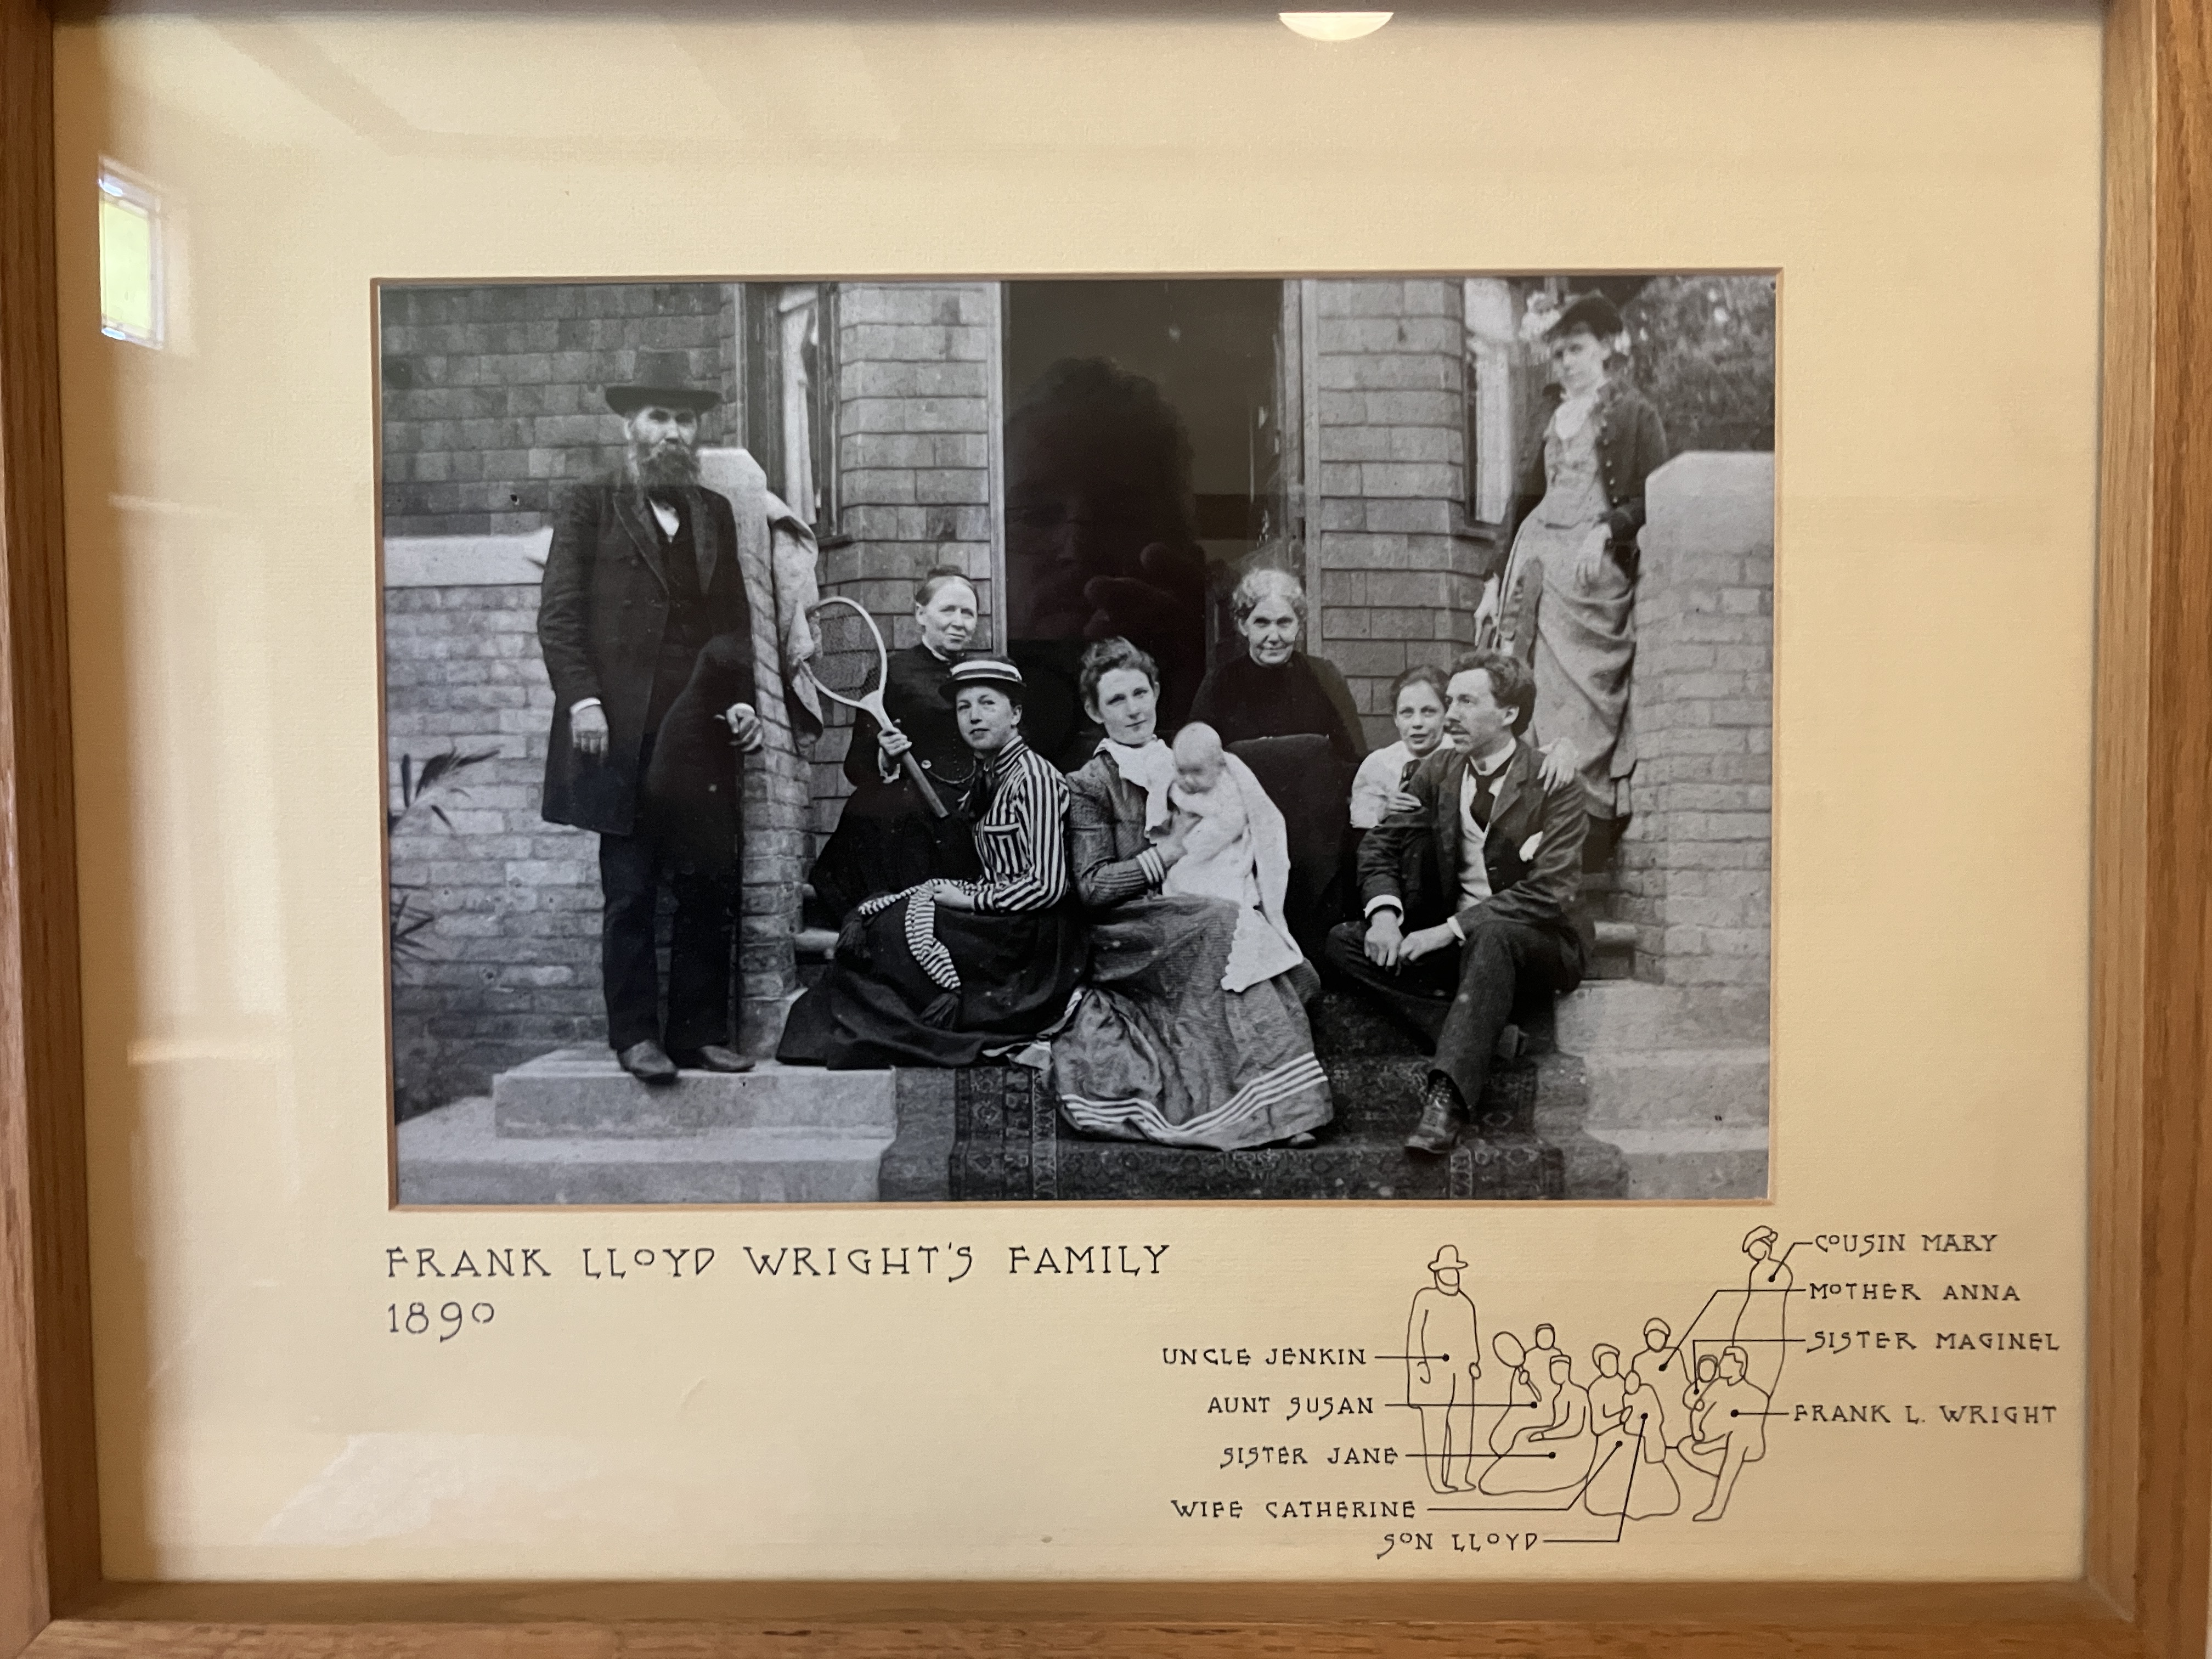 FRANK LLOYD WRIGHT'S FAMILY
1890
COUSIN MARY
MOTHER ANNA
SISTER MAGINEL
FRANK L. WRIGHT
UNCLE JENKIN
AUNT SUSAN
SISTER JANE
WIFE CATHERINE
SON LLOYD